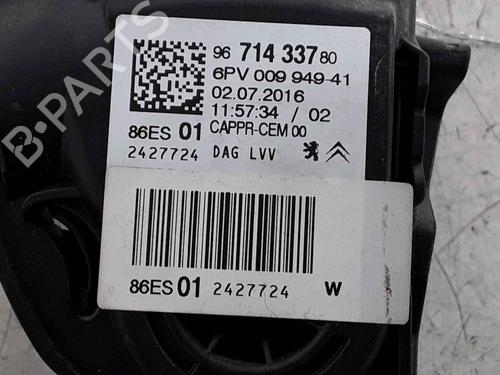 96 714 337 80
6PV 009 949-41
02.07.2016
11:57:34 / 02
86ES 01 CAPPR-CEM 00
2427724 DAG LVV
86ES 01 2427724 W
B-Parts